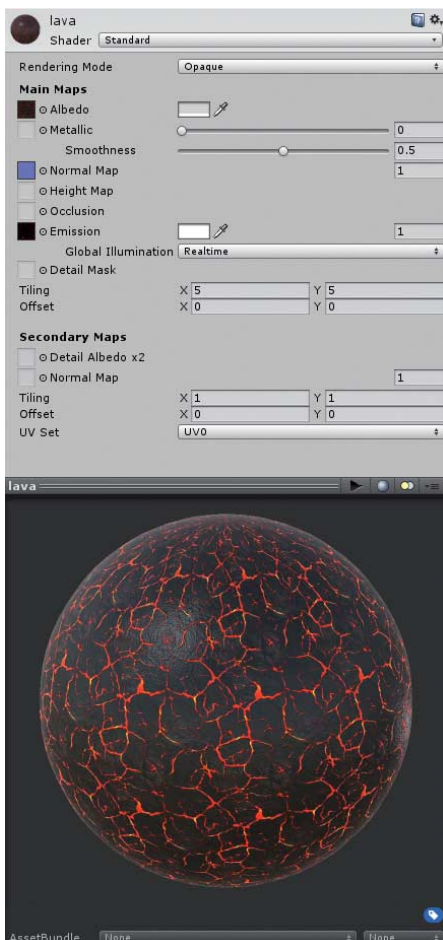 lava
Shader Standard
Rendering Mode Opaque
Main Maps
Albedo
Metallic 0
Smoothness 0.5
Normal Map 1
Height Map
Occlusion
Emission 1
Global Illumination Realtime
Detail Mask
Tiling X 5 Y 5
Offset X 0 Y 0
Secondary Maps
Detail Albedo x2
Normal Map 1
Tiling X 1 Y 1
Offset X 0 Y 0
UV Set UV0
lava
AssetBundle None None